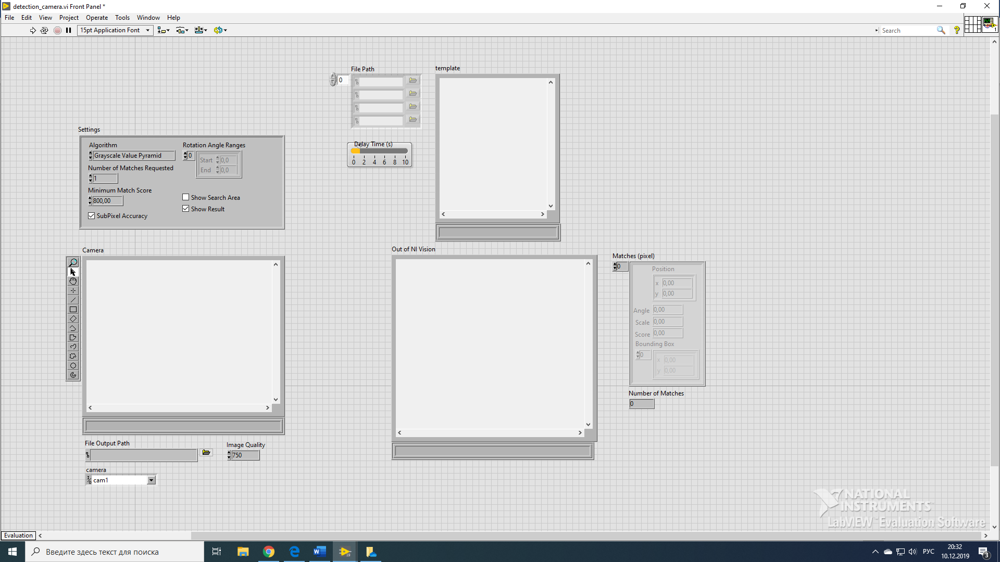 detection_camera.vi Front Panel *
File Edit View Project Operate Tools Window Help
15pt Application Font
Search
1
File Path
0
template
Settings
Algorithm
Grayscale Value Pyramid
Number of Matches Requested
1
Minimum Match Score
800,00
SubPixel Accuracy
Rotation Angle Ranges
0
Start 0,0
End 0,0
Show Search Area
Show Result
Delay Time (s)
0 2 4 6 8 10
Camera
Out of NI Vision
Matches (pixel)
0
Position
x 0,00
y 0,00
Angle 0,00
Scale 0,00
Score 0,00
Bounding Box
0
x 0,00
y 0,00
Number of Matches
0
File Output Path
Image Quality
750
camera
cam1
NATIONAL
INSTRUMENTS™
LabVIEW™ Evaluation Software
Evaluation
Введите здесь текст для поиска
19
РУС
20:32
10.12.2019
3